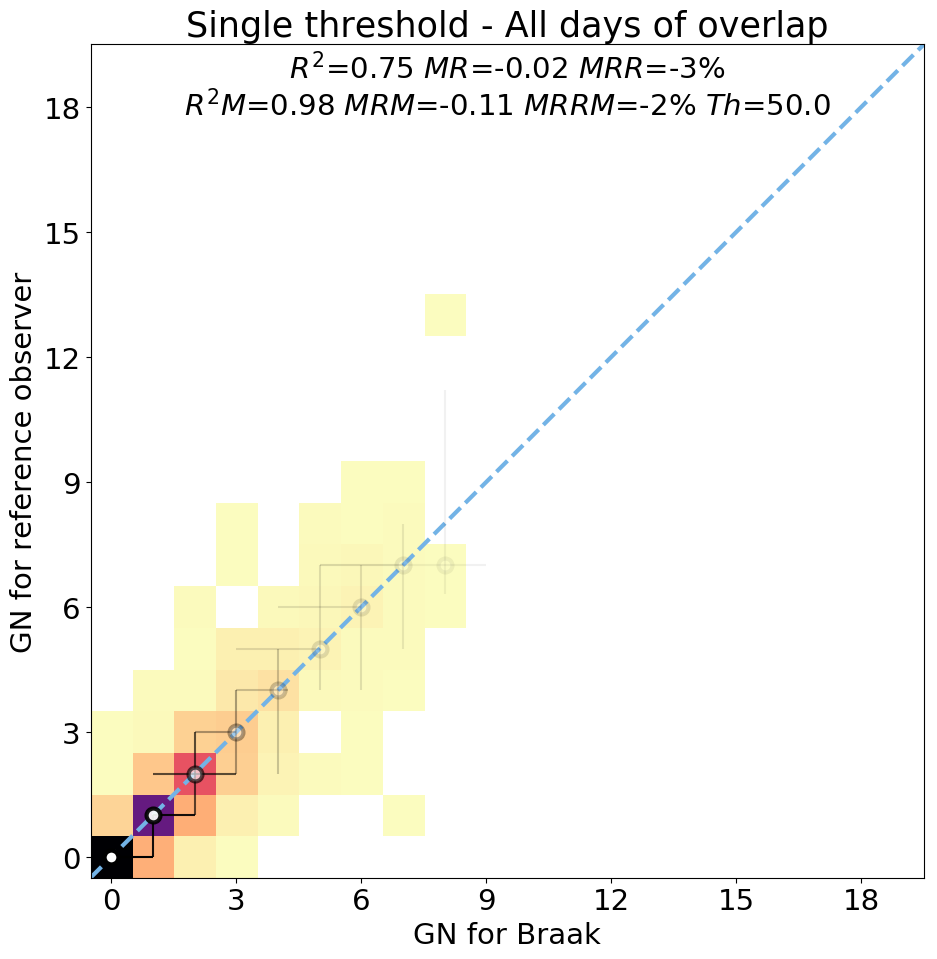 Single threshold - All days of overlap
R²=0.75 MR=-0.02 MRR=-3%
R²M=0.98 MRM=-0.11 MRRM=-2% Th=50.0
18
15
12
9
6
3
0
GN for reference observer
0 3 6 9 12 15 18
GN for Braak